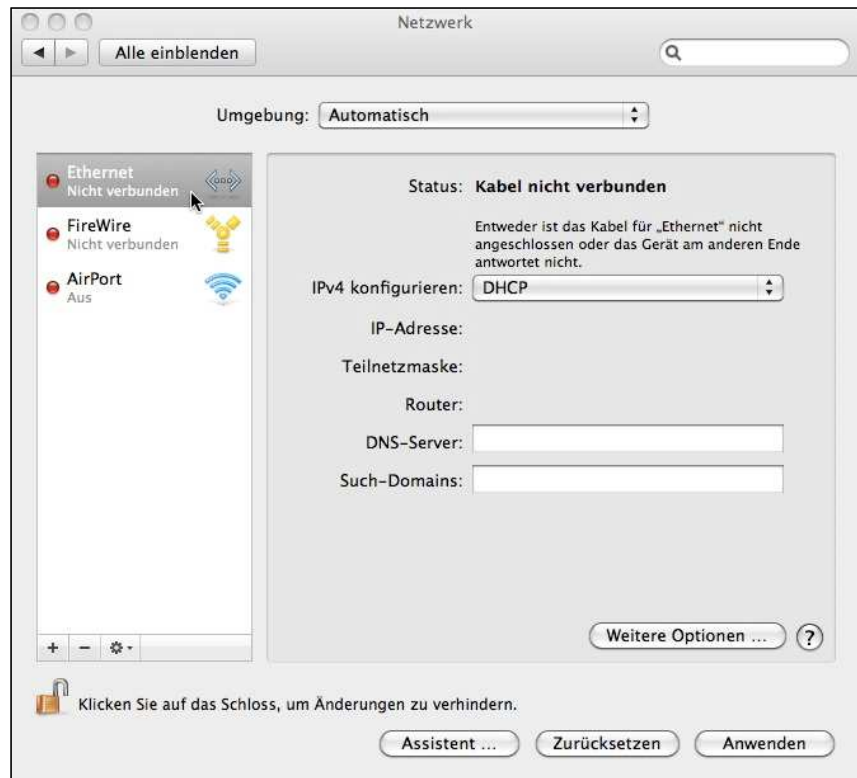 Netzwerk
Alle einblenden
Umgebung: Automatisch
Ethernet
Nicht verbunden
FireWire
Nicht verbunden
AirPort
Aus
Status: Kabel nicht verbunden
Entweder ist das Kabel für „Ethernet“ nicht
angeschlossen oder das Gerät am anderen Ende
antwortet nicht.
IPv4 konfigurieren: DHCP
IP-Adresse:
Teilnetzmaske:
Router:
DNS-Server:
Such-Domains:
Weitere Optionen ... ?
Klicken Sie auf das Schloss, um Änderungen zu verhindern.
Assistent ... Zurücksetzen Anwenden